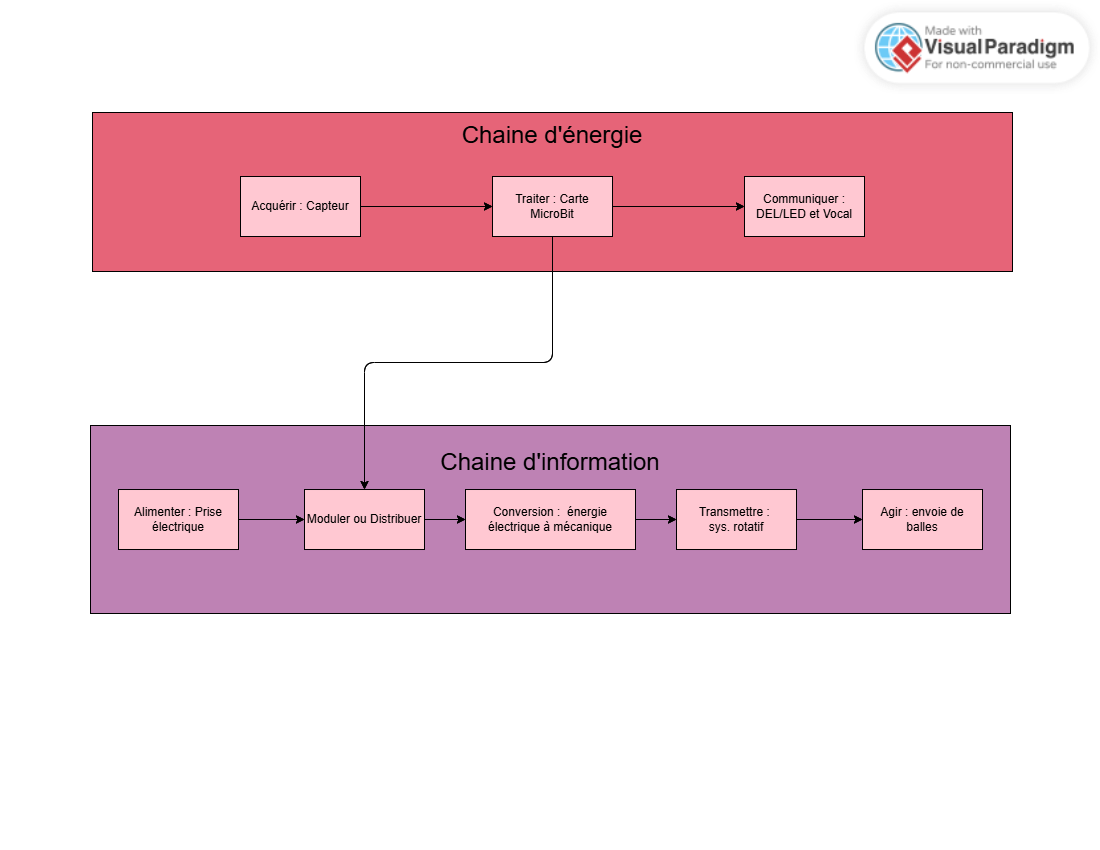 Made with
Visual Paradigm
For non-commercial use
Chaine d'énergie
Acquérir : Capteur
Traiter : Carte
MicroBit
Communiquer :
DEL/LED et Vocal
Chaine d'information
Alimenter : Prise
électrique
Moduler ou Distribuer
Conversion :  énergie
électrique à mécanique
Transmettre :
sys. rotatif
Agir : envoie de
balles